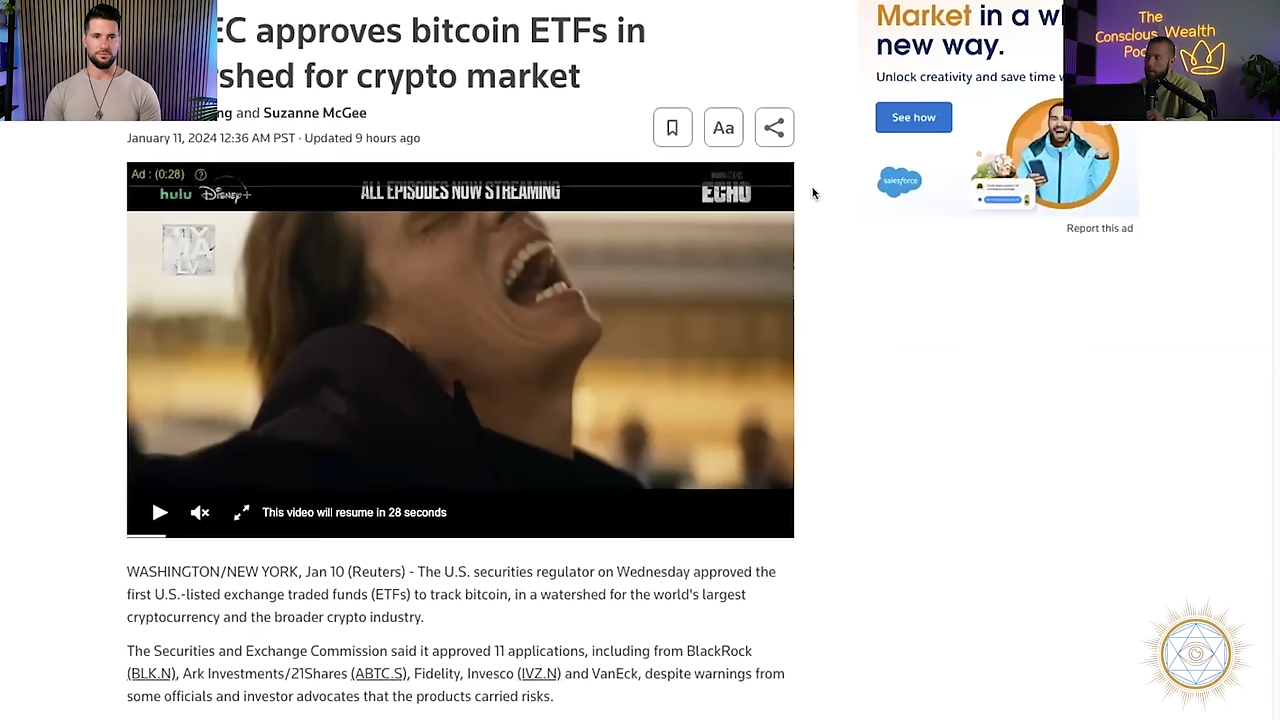 EC approves bitcoin ETFs in
shed for crypto market
ng and Suzanne McGee
January 11, 2024 12:36 AM PST · Updated 9 hours ago
Aa
Market in a w
new way.
Unlock creativity and save time
See how
salesforce
Report this ad
The
Conscious Wealth
Ad : (0:28)
hulu Disney+
ALL EPISODES NOW STREAMING
ECHO
MA
LV
This video will resume in 28 seconds
WASHINGTON/NEW YORK, Jan 10 (Reuters) - The U.S. securities regulator on Wednesday approved the
first U.S.-listed exchange traded funds (ETFs) to track bitcoin, in a watershed for the world's largest
cryptocurrency and the broader crypto industry.
The Securities and Exchange Commission said it approved 11 applications, including from BlackRock
(BLK.N), Ark Investments/21Shares (ABTC.S), Fidelity, Invesco (IVZ.N) and VanEck, despite warnings from
some officials and investor advocates that the products carried risks.